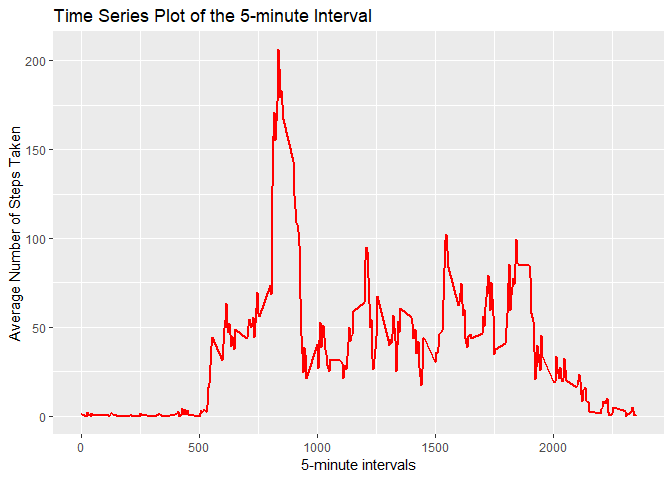 Time Series Plot of the 5-minute Interval
Average Number of Steps Taken
200
150
100
50
0
0 500 1000 1500 2000
5-minute intervals